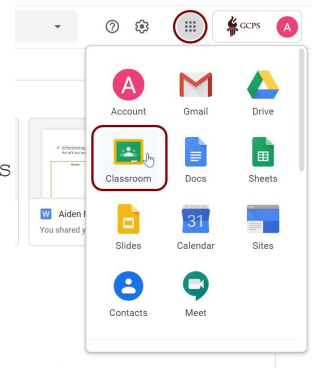 GCPS
A
A
Account
Gmail
Drive
Classroom
Docs
Sheets
31
Slides
Calendar
Sites
Contacts
Meet
s
W Aiden
You shared y